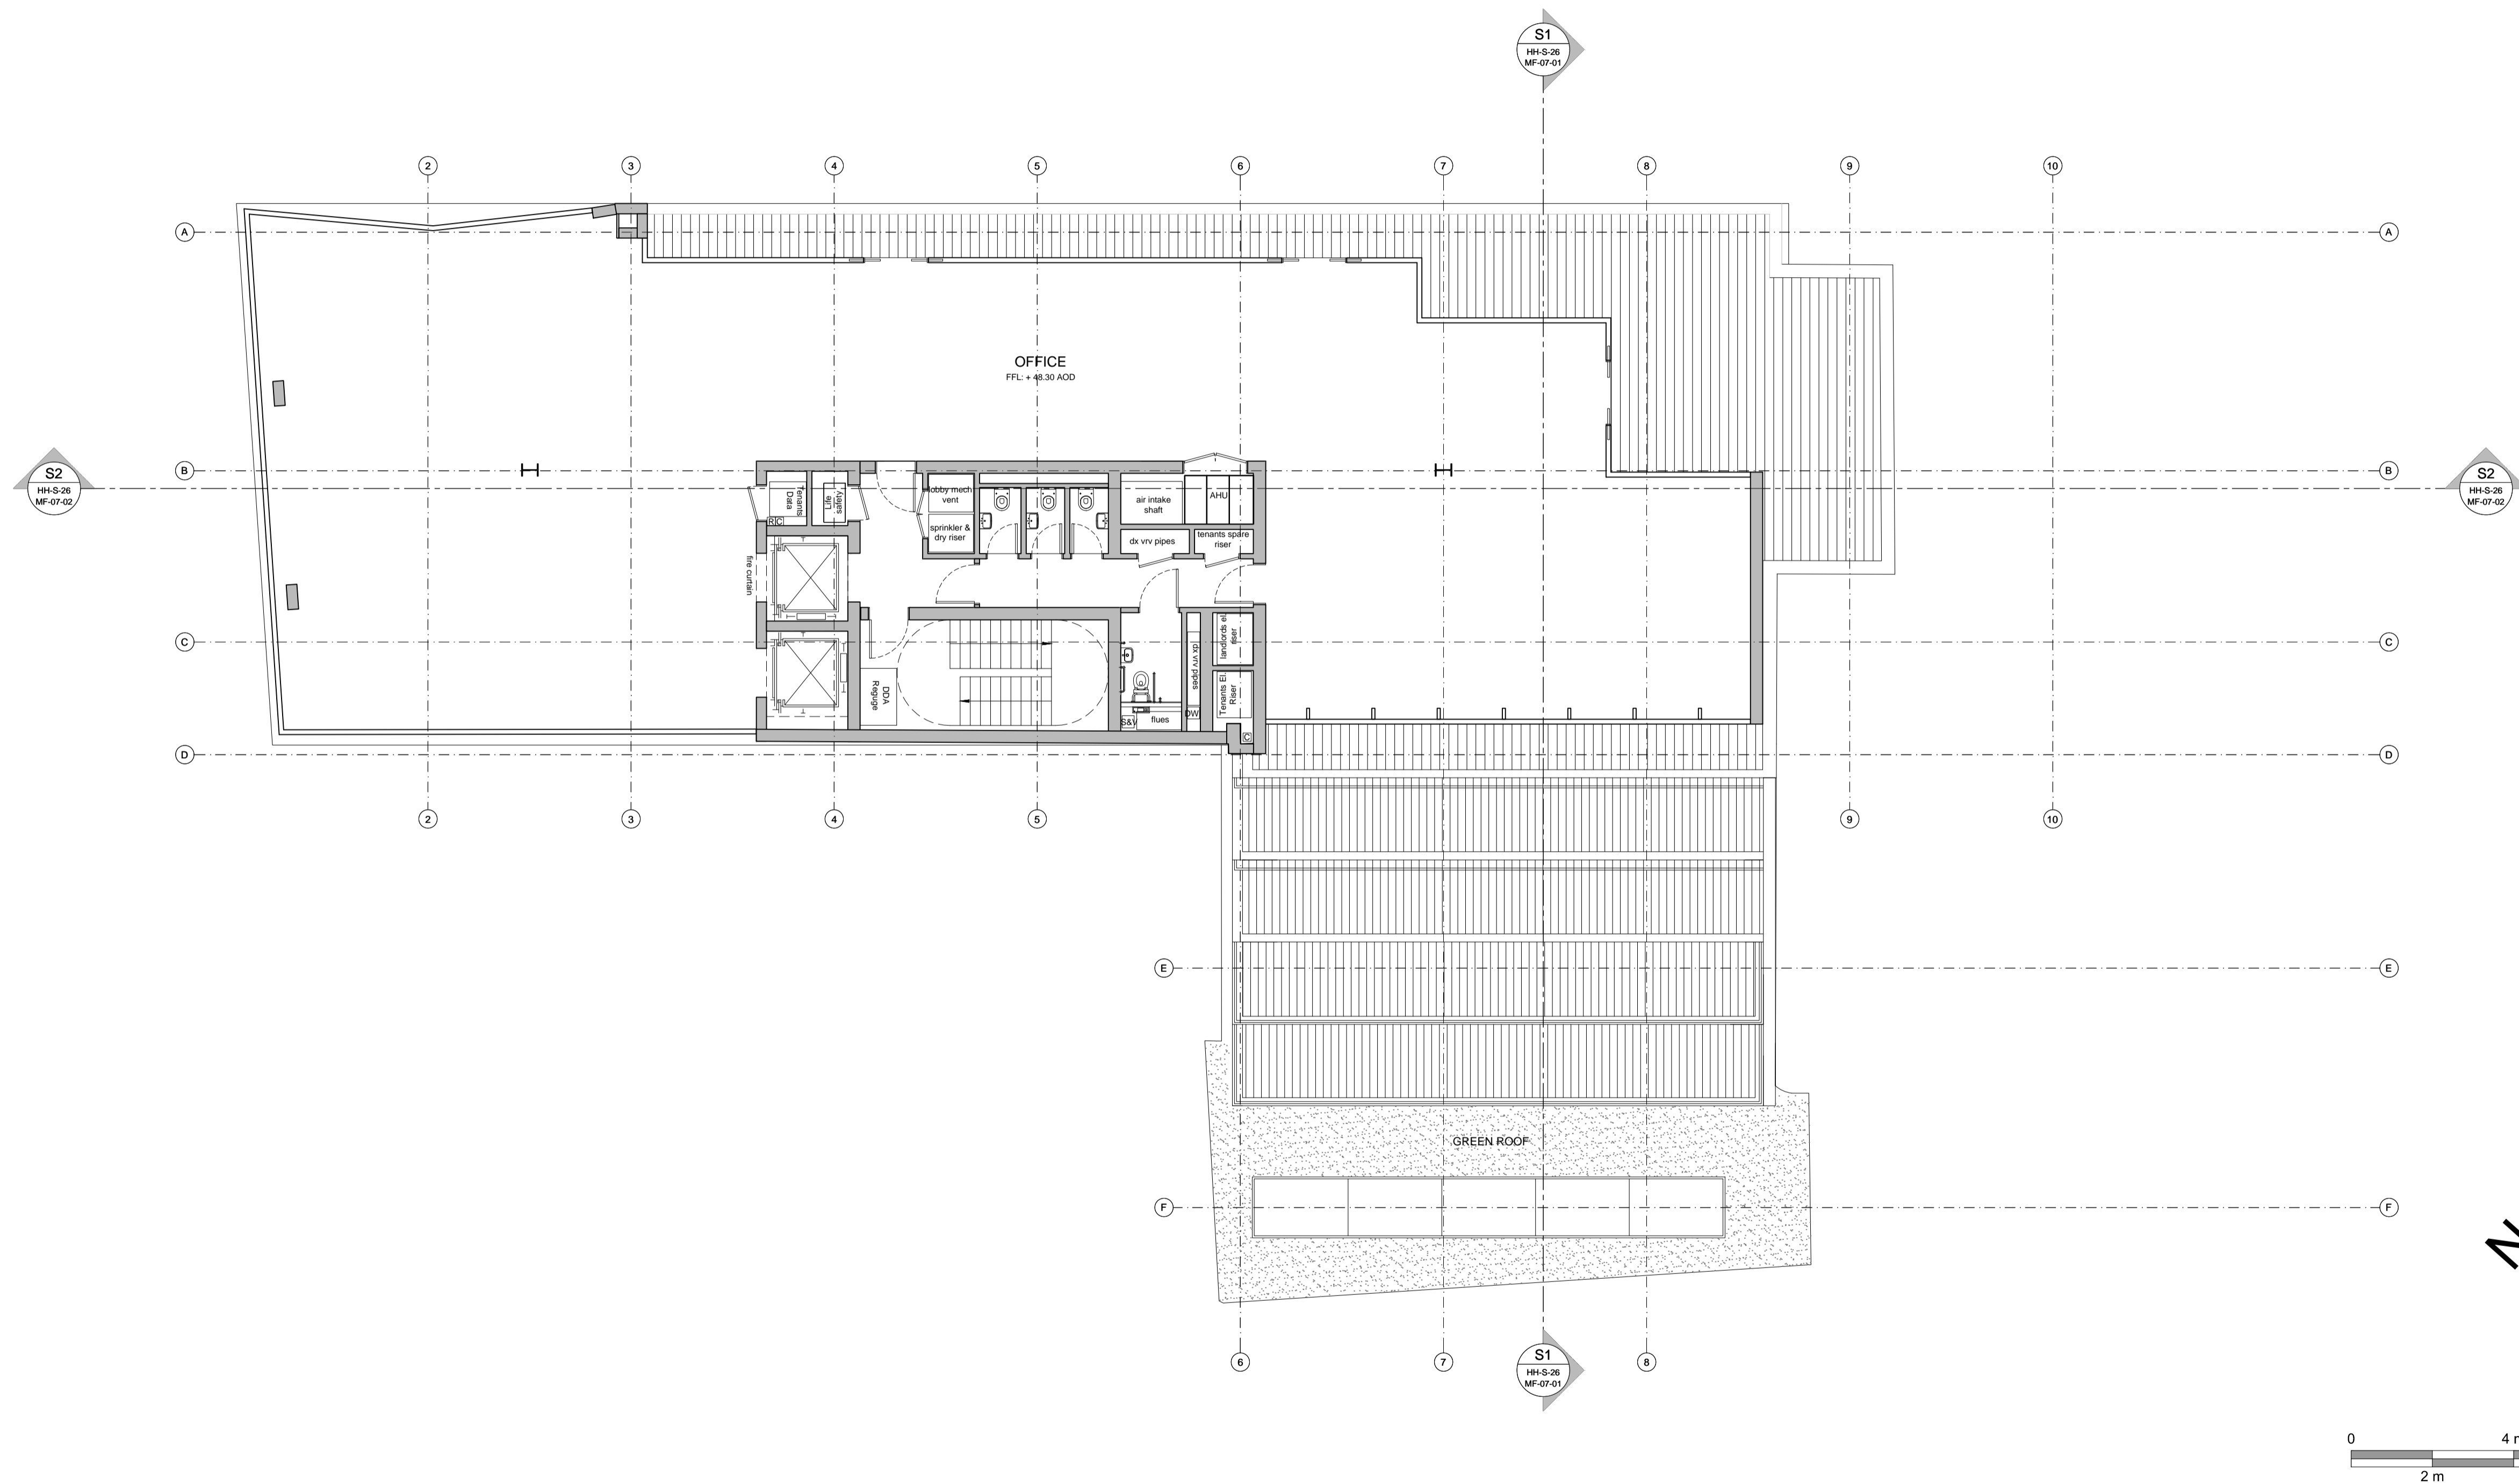 S1
HH-S-26
MF-07-01
2
3
4
5
6
7
8
9
10
A
A
OFFICE
FFL: + 48.30 AOD
B
B
S2
HH-S-26
MF-07-02
S2
HH-S-26
MF-07-02
Tenants
Data
R
C
Life
safety
lobby mech
vent
sprinkler &
dry riser
air intake
shaft
AHU
dx vrv pipes
tenants spare
riser
fire curtain
C
C
landlords el.
riser
dx vrv pipes
DDA
Reguge
Tenants El.
Riser
S&V
flues
DW
C
D
D
2
3
4
5
9
10
E
E
GREEN ROOF
F
F
N
6
7
8
S1
HH-S-26
MF-07-01
0
4 m
2 m